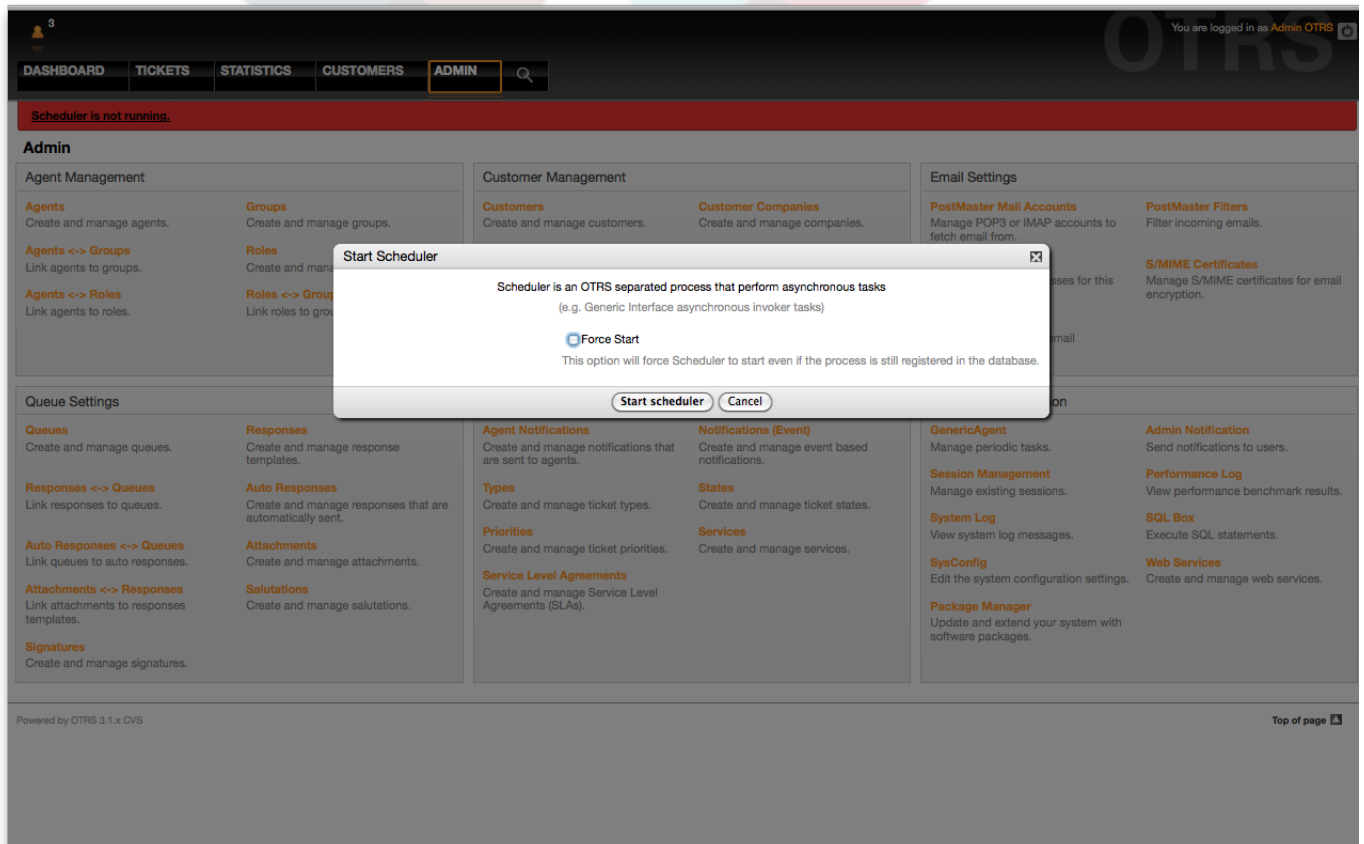 3
You are logged in as Admin OTRS
OTRS
DASHBOARD TICKETS STATISTICS CUSTOMERS ADMIN
Scheduler is not running.
Admin
Agent Management
Agents
Create and manage agents.
Groups
Create and manage groups.
Agents <-> Groups
Link agents to groups.
Roles
Create and mana
Agents <-> Roles
Link agents to roles.
Roles <-> Group
Link roles to grou
Customer Management
Customers
Create and manage customers.
Customer Companies
Create and manage companies.
Email Settings
PostMaster Mail Accounts
Manage POP3 or IMAP accounts to
fetch email from.
PostMaster Filters
Filter incoming emails.
sses for this
S/MIME Certificates
Manage S/MIME certificates for email
encryption.
email
Start Scheduler
Scheduler is an OTRS separated process that perform asynchronous tasks
(e.g. Generic Interface asynchronous invoker tasks)
Force Start
This option will force Scheduler to start even if the process is still registered in the database.
Start scheduler Cancel
Queue Settings
Queues
Create and manage queues.
Responses
Create and manage response
templates.
Responses <-> Queues
Link responses to queues.
Auto Responses
Create and manage responses that are
automatically sent.
Auto Responses <-> Queues
Link queues to auto responses.
Attachments
Create and manage attachments.
Attachments <-> Responses
Link attachments to responses
templates.
Salutations
Create and manage salutations.
Signatures
Create and manage signatures.
Agent Notifications
Create and manage notifications that
are sent to agents.
Notifications (Event)
Create and manage event based
notifications.
Types
Create and manage ticket types.
States
Create and manage ticket states.
Priorities
Create and manage ticket priorities.
Services
Create and manage services.
Service Level Agreements
Create and manage Service Level
Agreements (SLAs).
on
GenericAgent
Manage periodic tasks.
Admin Notification
Send notifications to users.
Session Management
Manage existing sessions.
Performance Log
View performance benchmark results.
System Log
View system log messages.
SQL Box
Execute SQL statements.
SysConfig
Edit the system configuration settings.
Web Services
Create and manage web services.
Package Manager
Update and extend your system with
software packages.
Powered by OTRS 3.1.x CVS
Top of page